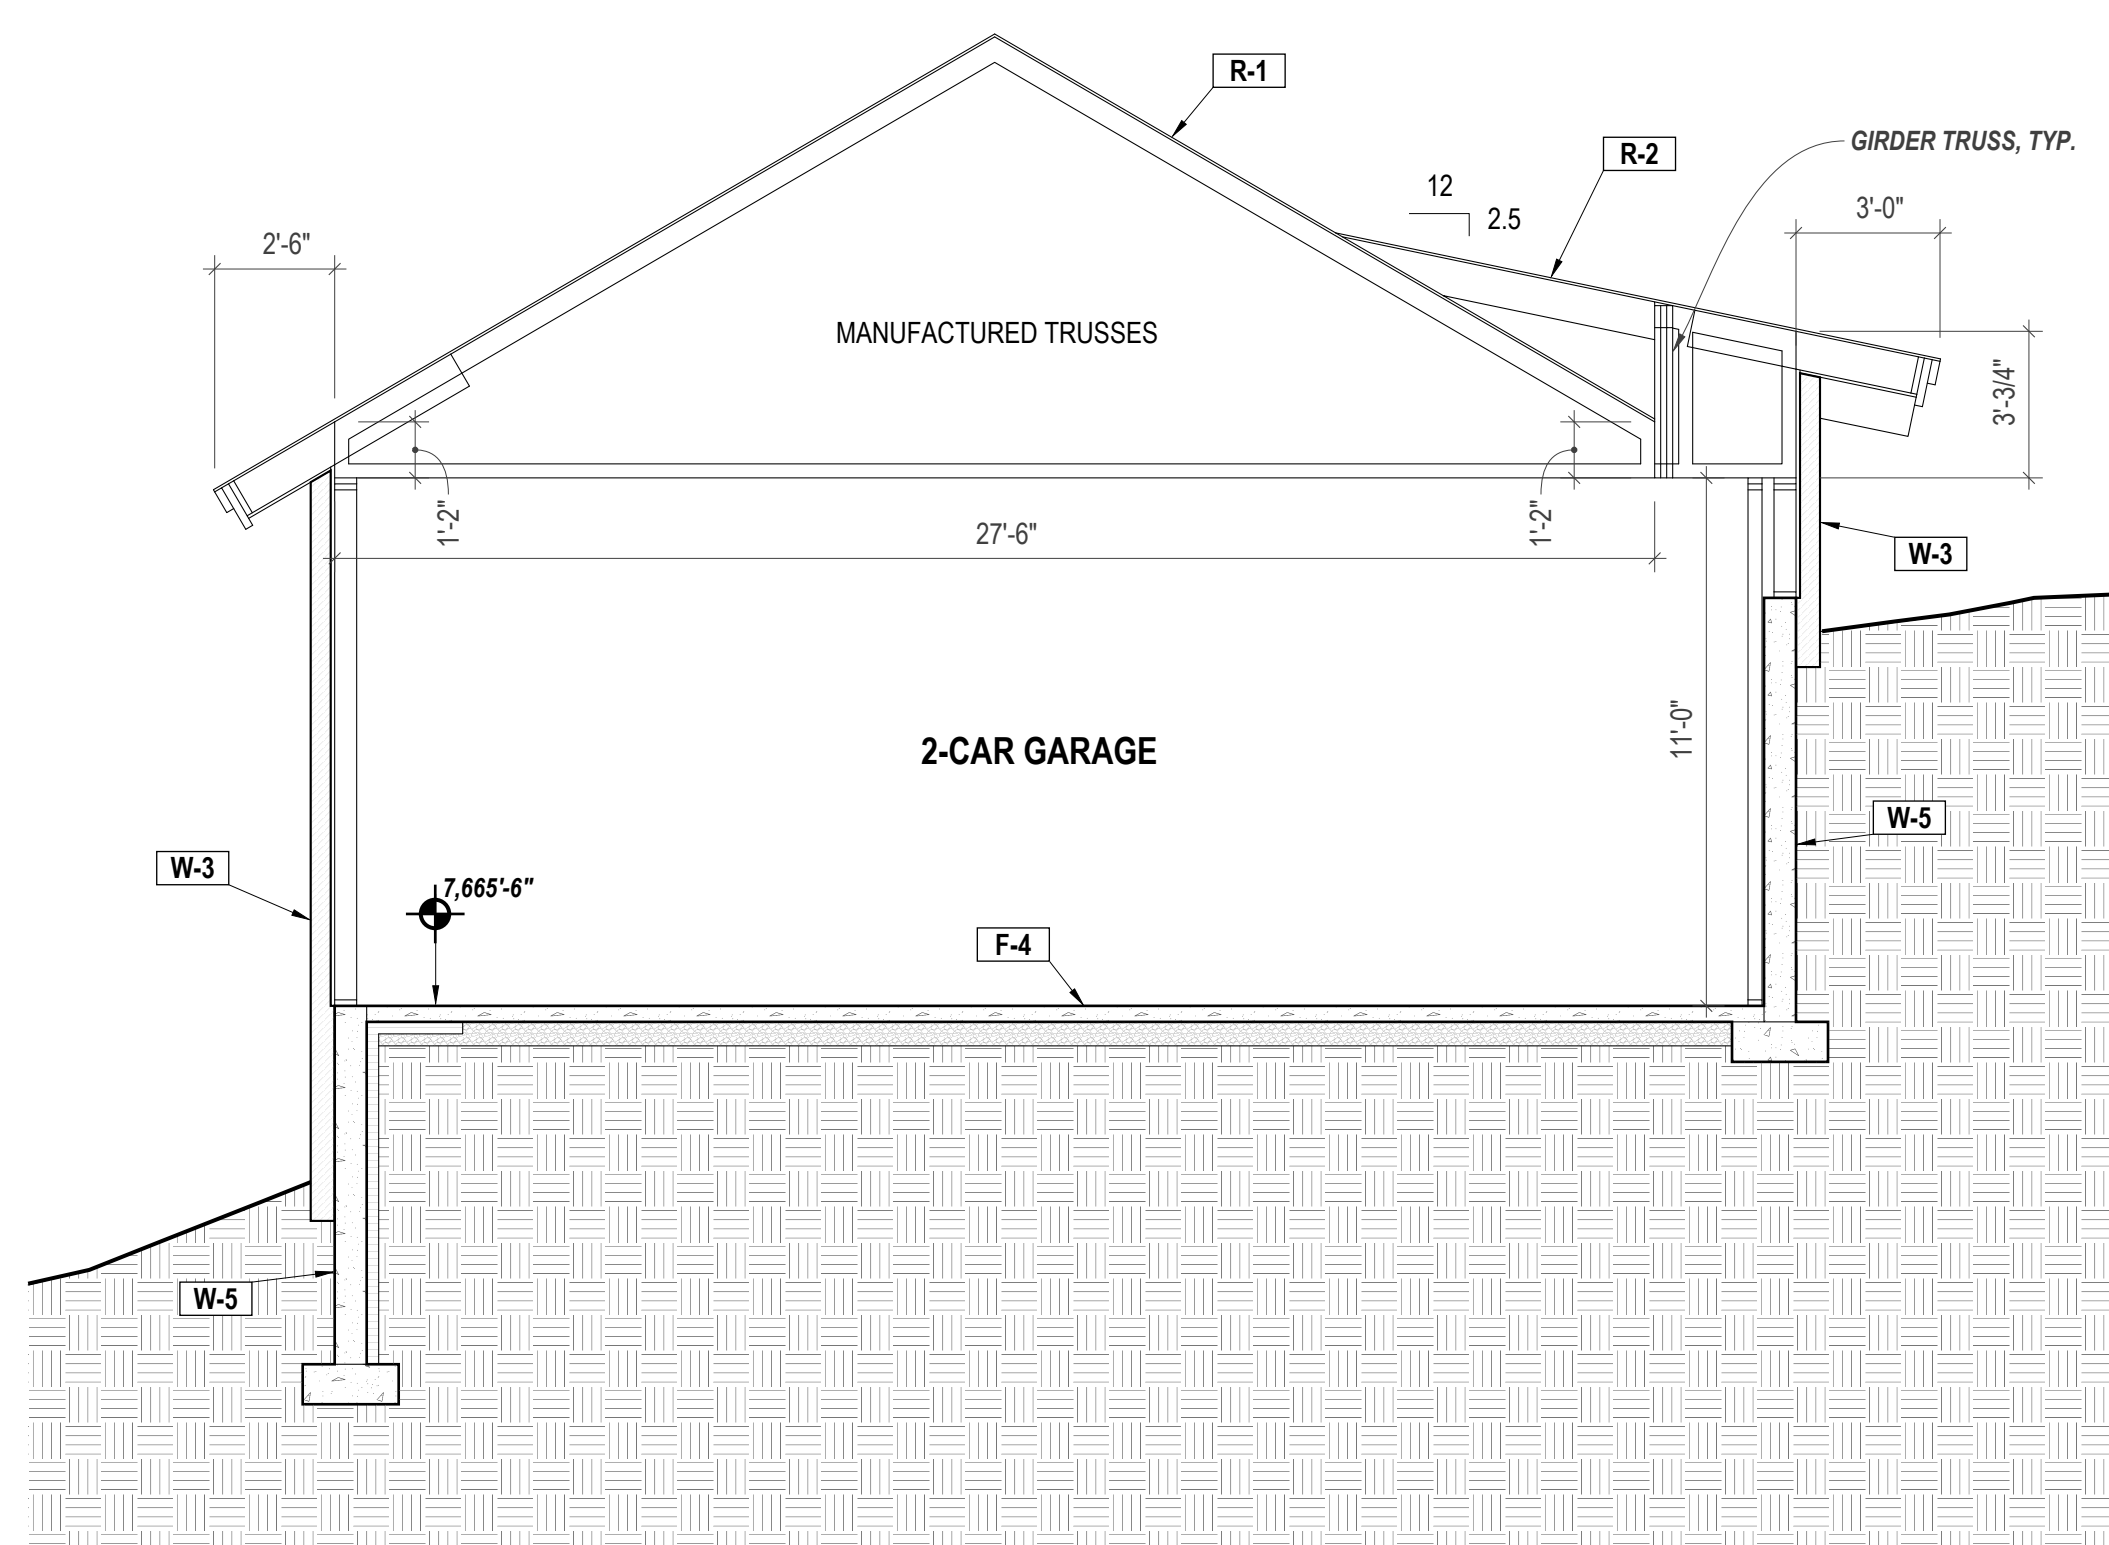 R-1
GIRDER TRUSS, TYP.
R-2
12
2.5
3'-0"
2'-6"
MANUFACTURED TRUSSES
3'-3/4"
1'-2"
1'-2"
27'-6"
W-3
11'-0"
2-CAR GARAGE
W-5
W-3
7,665'-6"
F-4
W-5